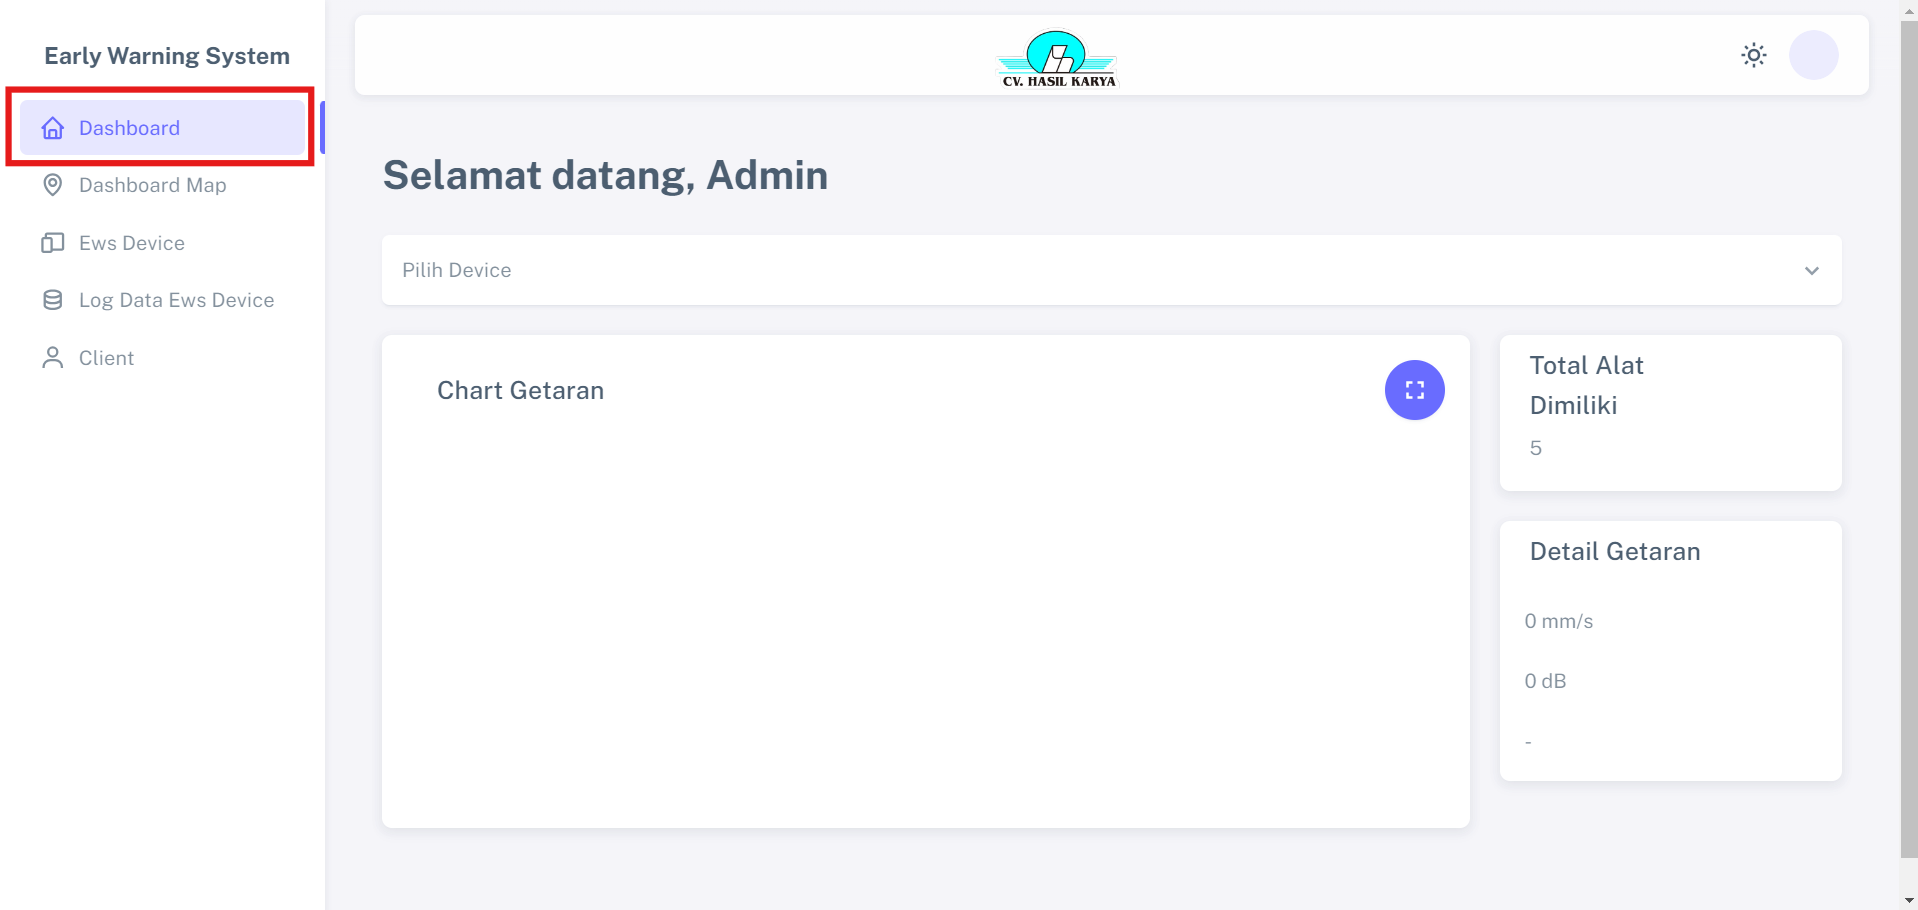 Early Warning System
Dashboard
Dashboard Map
Ews Device
Log Data Ews Device
Client
CV. HASIL KARYA
Selamat datang, Admin
Pilih Device
Chart Getaran
Total Alat
Dimiliki
5
Detail Getaran
0 mm/s
0 dB
-